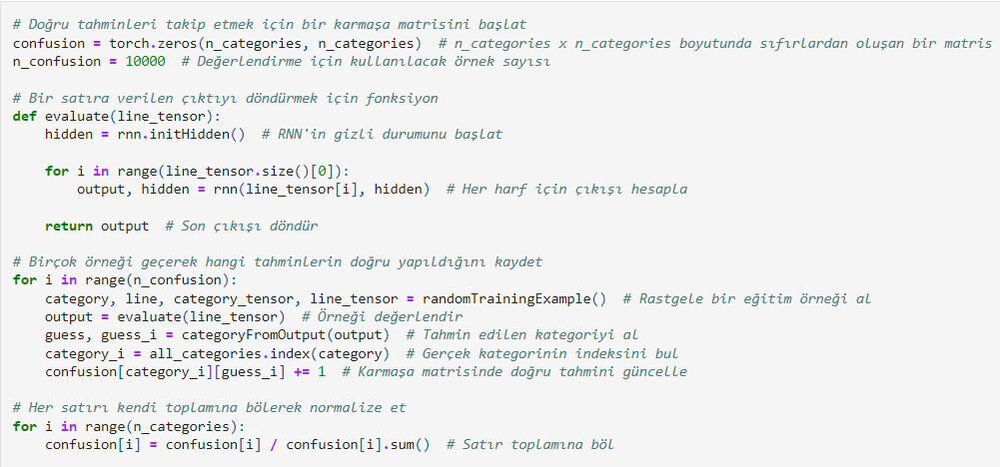 # Doğru tahminleri takip etmek için bir karmaşa matrisini başlat
confusion = torch.zeros(n_categories, n_categories)  # n_categories x n_categories boyutunda sıfırlardan oluşan bir matris
n_confusion = 10000  # Değerlendirme için kullanılacak örnek sayısı

# Bir satıra verilen çıktıyı döndürmek için fonksiyon
def evaluate(line_tensor):
    hidden = rnn.initHidden()  # RNN'in gizli durumunu başlat

    for i in range(line_tensor.size()[0]):
        output, hidden = rnn(line_tensor[i], hidden)  # Her harf için çıkışı hesapla

    return output  # Son çıkışı döndür

# Birçok örneği geçerek hangi tahminlerin doğru yapıldığını kaydet
for i in range(n_confusion):
    category, line, category_tensor, line_tensor = randomTrainingExample()  # Rastgele bir eğitim örneği al
    output = evaluate(line_tensor)  # Örneği değerlendir
    guess, guess_i = categoryFromOutput(output)  # Tahmin edilen kategoriyi al
    category_i = all_categories.index(category)  # Gerçek kategorinin indeksini bul
    confusion[category_i][guess_i] += 1  # Karmaşa matrisinde doğru tahmini güncelle

# Her satırı kendi toplamına bölerek normalize et
for i in range(n_categories):
    confusion[i] = confusion[i] / confusion[i].sum()  # Satır toplamına böl